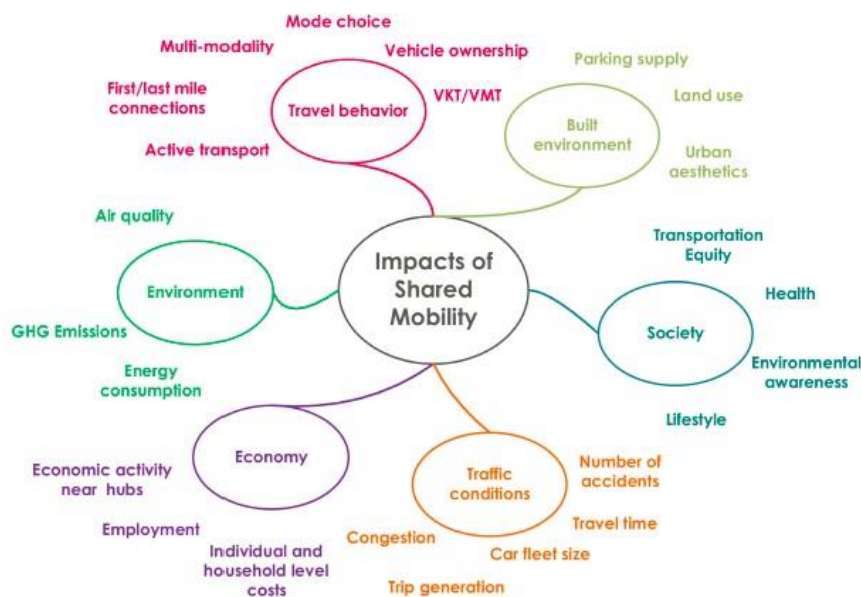 Mode choice
Multi-modality
Vehicle ownership
First/last mile
connections
VKT/VMT
Travel behavior
Active transport
Parking supply
Land use
Built
environment
Urban
aesthetics
Air quality
Environment
GHG Emissions
Energy
consumption
Impacts of
Shared
Mobility
Transportation
Equity
Health
Society
Environmental
awareness
Lifestyle
Economy
Economic activity
near hubs
Employment
Individual and
household level
costs
Traffic
conditions
Number of
accidents
Travel time
Congestion
Car fleet size
Trip generation